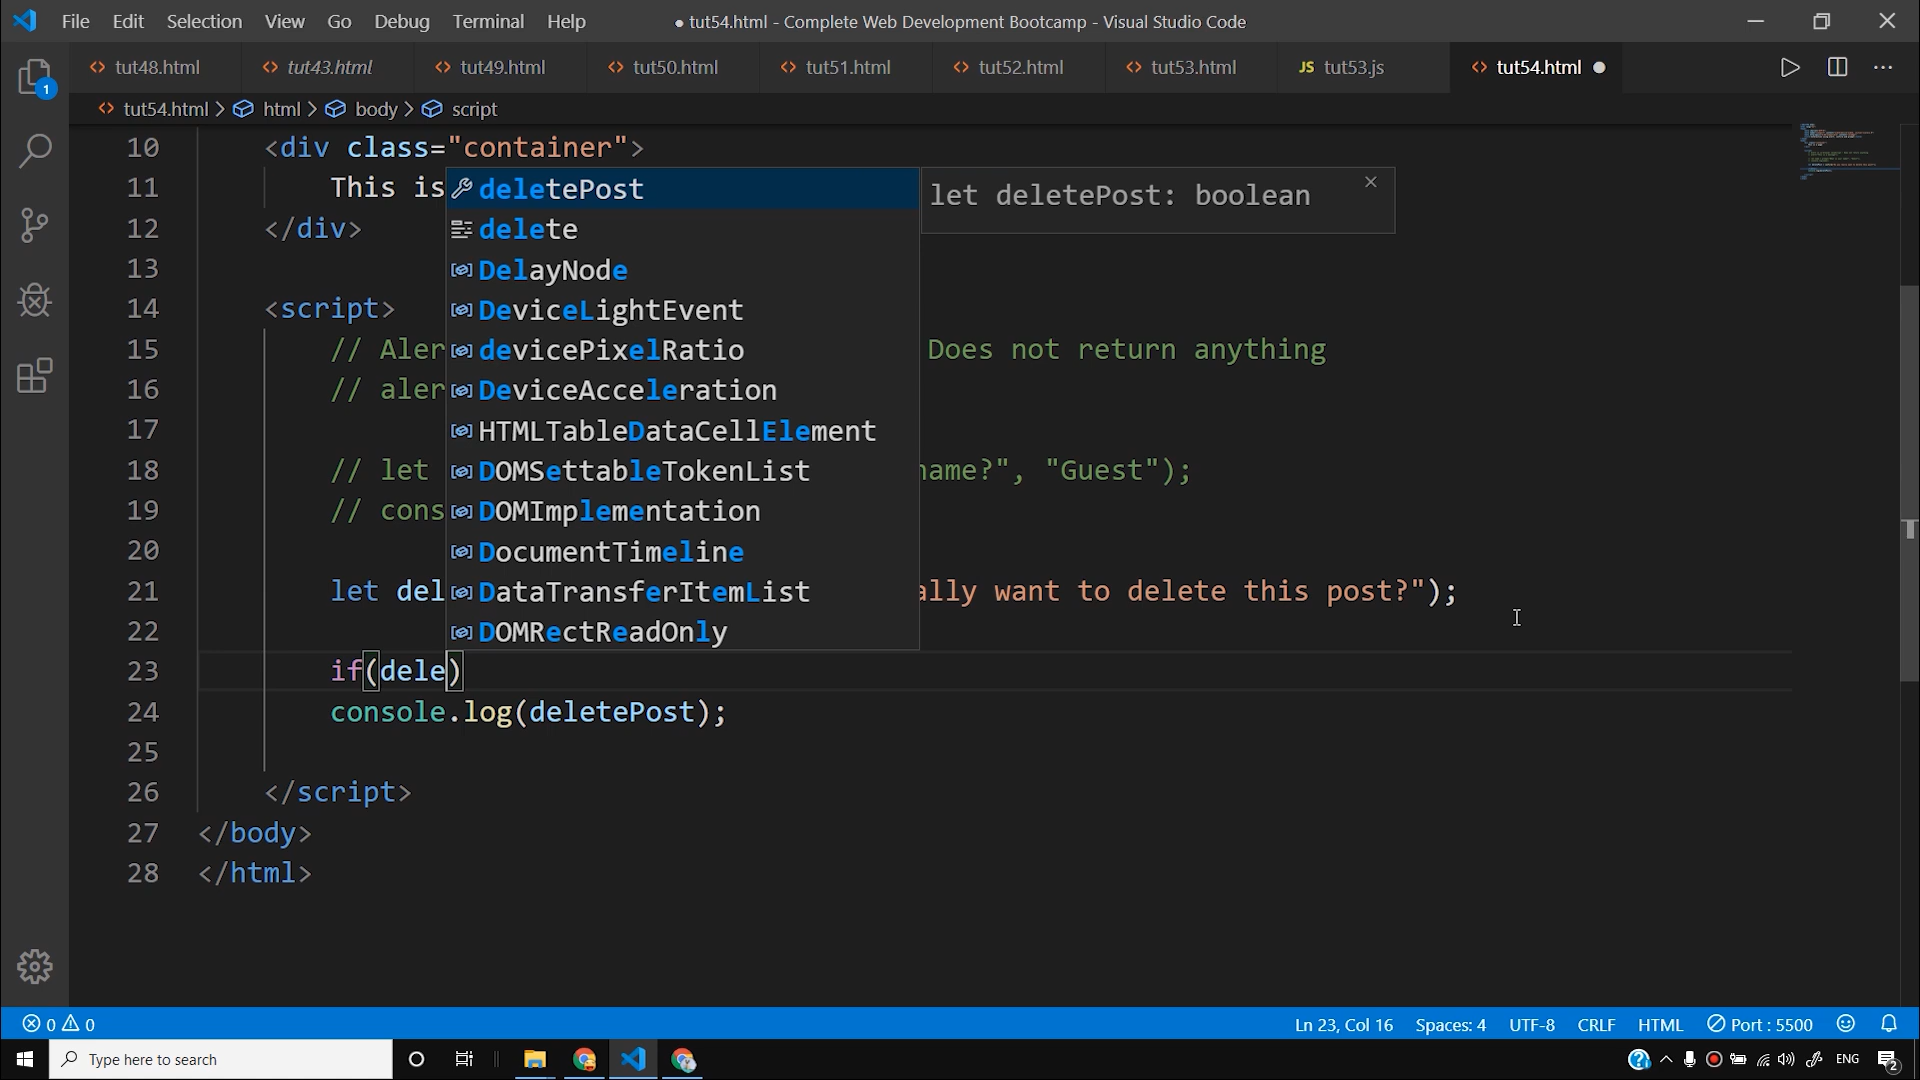 File Edit Selection View Go Debug Terminal Help
● tut54.html - Complete Web Development Bootcamp - Visual Studio Code
tut48.html tut43.html tut49.html tut50.html tut51.html tut52.html tut53.html JS tut53.js tut54.html
1
tut54.html > html > body > script
10 <div class="container">
11 This is
12 </div>
13
14 <script>
15 // Aler Does not return anything
16 // aler
17
18 // let name?", "Guest");
19 // cons
20
21 let del ally want to delete this post?");
22
23 if(dele)
24 console.log(deletePost);
25
26 </script>
27 </body>
28 </html>
deletePost
delete
DelayNode
DeviceLightEvent
devicePixelRatio
DeviceAcceleration
HTMLTableDataCellElement
DOMSettableTokenList
DOMImplementation
DocumentTimeline
DataTransferItemList
DOMRectReadOnly
let deletePost: boolean
0 0
Ln 23, Col 16 Spaces: 4 UTF-8 CRLF HTML Port : 5500
Type here to search
ENG
2